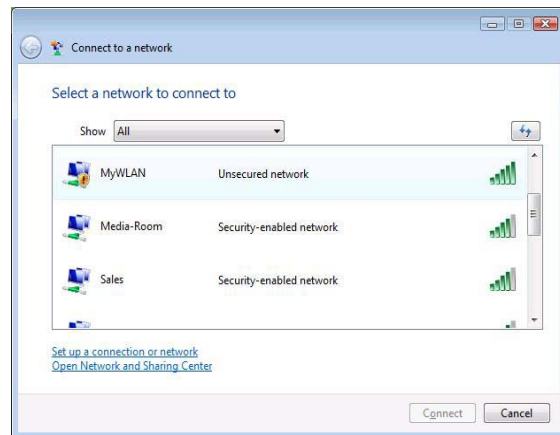 Connect to a network
Select a network to connect to
Show All
MyWLAN Unsecured network
Media-Room Security-enabled network
Sales Security-enabled network
Set up a connection or network
Open Network and Sharing Center
Connect Cancel